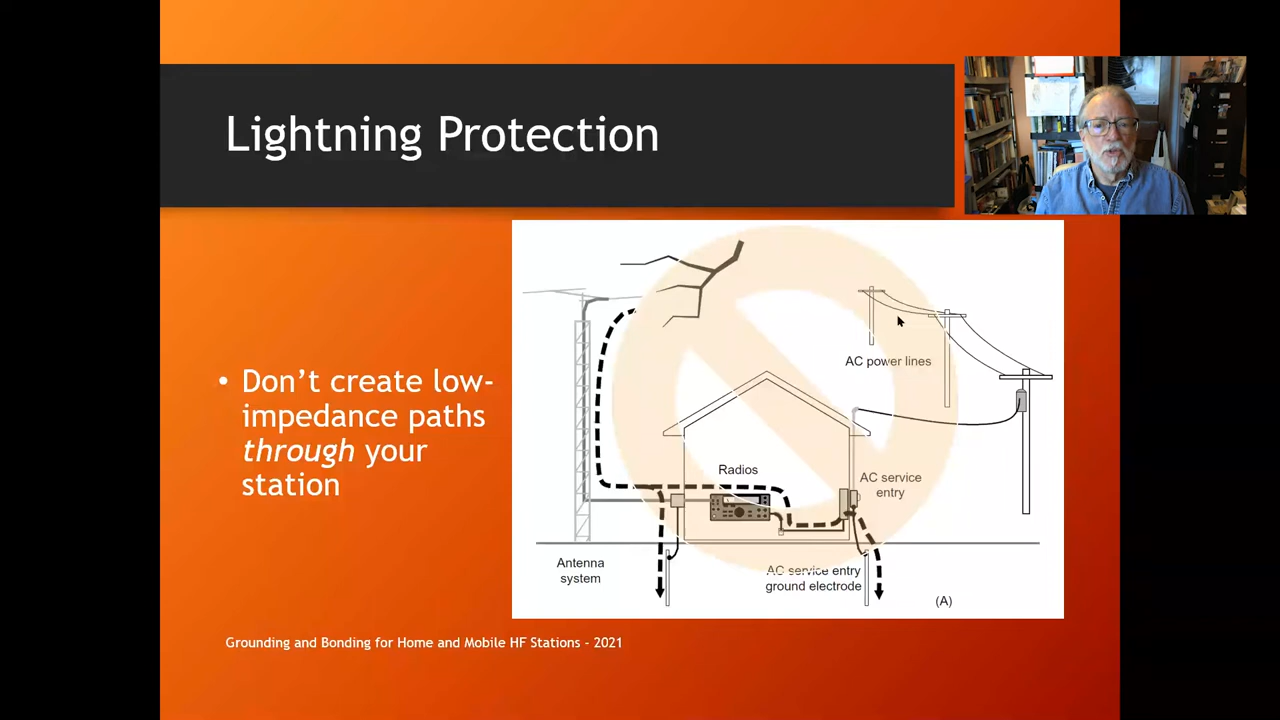 Lightning Protection
• Don't create low-
impedance paths
through your
station
AC power lines
Radios
AC service
entry
Antenna
system
AC service entry
ground electrode
(A)
Grounding and Bonding for Home and Mobile HF Stations - 2021